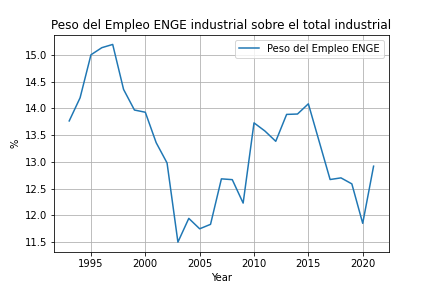 Peso del Empleo ENGE industrial sobre el total industrial
Peso del Empleo ENGE
%
15.0
14.5
14.0
13.5
13.0
12.5
12.0
11.5
1995 2000 2005 2010 2015 2020
Year